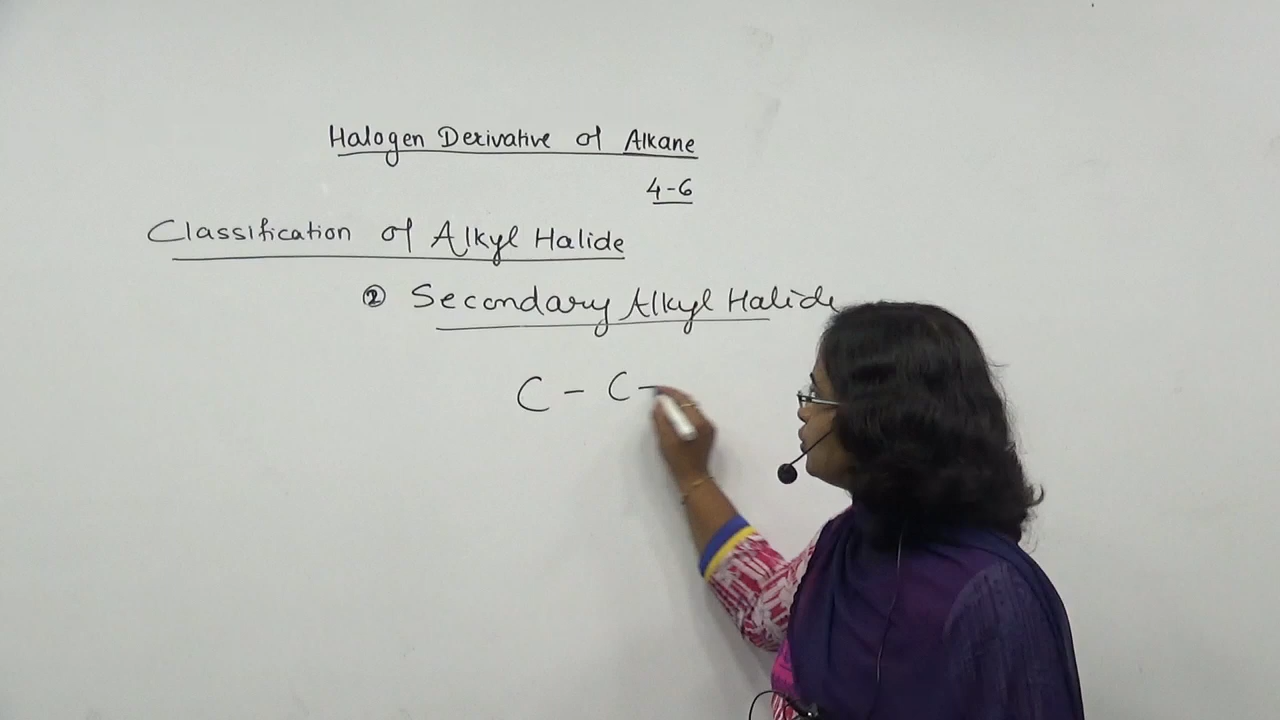 Halogen Derivative of Alkane
4-6
Classification of Alkyl Halide
② Secondary Alkyl Halide
C - C -